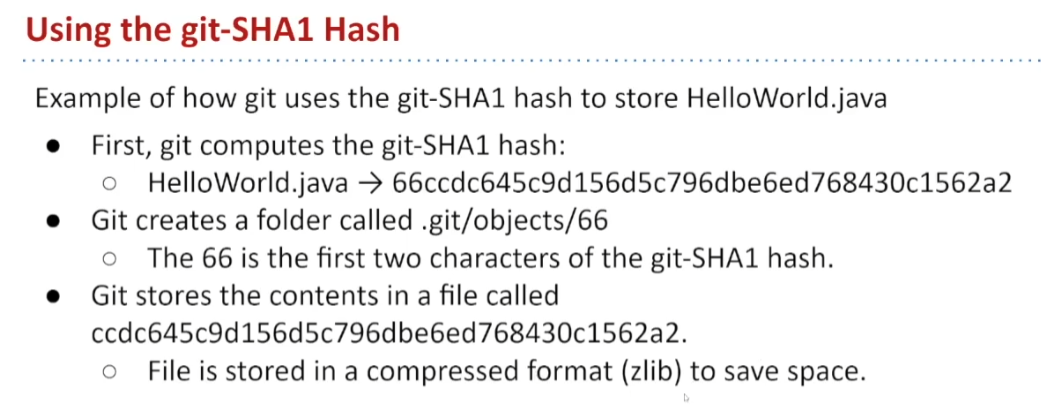 Using the git-SHA1 Hash
Example of how git uses the git-SHA1 hash to store HelloWorld.java
● First, git computes the git-SHA1 hash:
○ HelloWorld.java → 66ccdc645c9d156d5c796dbe6ed768430c1562a2
● Git creates a folder called .git/objects/66
○ The 66 is the first two characters of the git-SHA1 hash.
● Git stores the contents in a file called
ccdc645c9d156d5c796dbe6ed768430c1562a2.
○ File is stored in a compressed format (zlib) to save space.